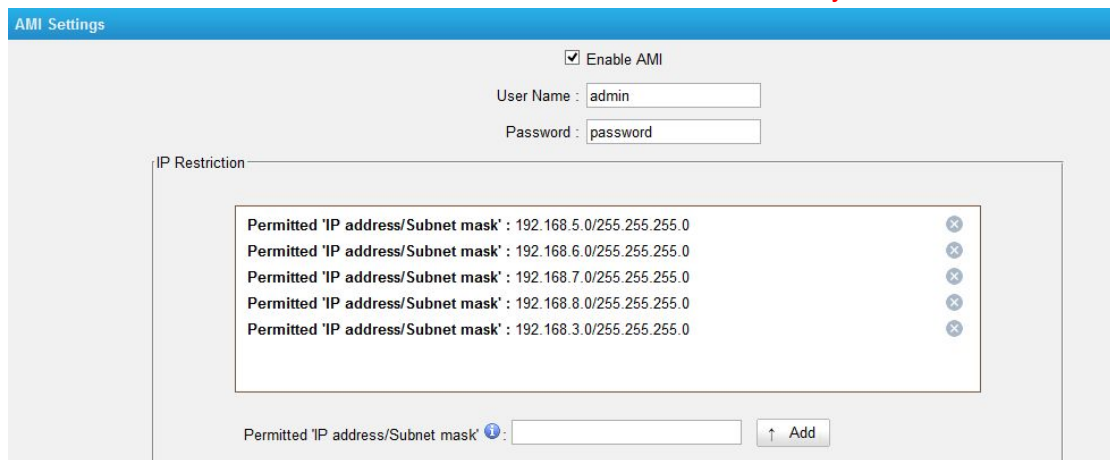 AMI Settings
Enable AMI
User Name : admin
Password : password
IP Restriction
Permitted 'IP address/Subnet mask' : 192.168.5.0/255.255.255.0
Permitted 'IP address/Subnet mask' : 192.168.6.0/255.255.255.0
Permitted 'IP address/Subnet mask' : 192.168.7.0/255.255.255.0
Permitted 'IP address/Subnet mask' : 192.168.8.0/255.255.255.0
Permitted 'IP address/Subnet mask' : 192.168.3.0/255.255.255.0
Permitted 'IP address/Subnet mask' : ↑ Add